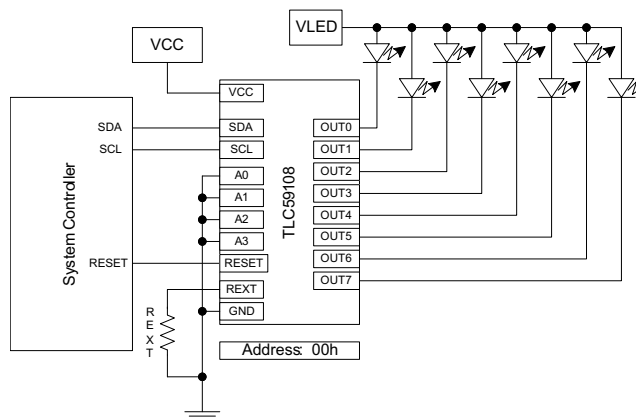 VLED
VCC
VCC
SDA
SDA
OUT0
SCL
SCL
OUT1
A0
OUT2
A1
OUT3
A2
OUT4
A3
OUT5
RESET
RESET
OUT6
REXT
OUT7
GND
System Controller
TLC59108
REXT
Address: 00h